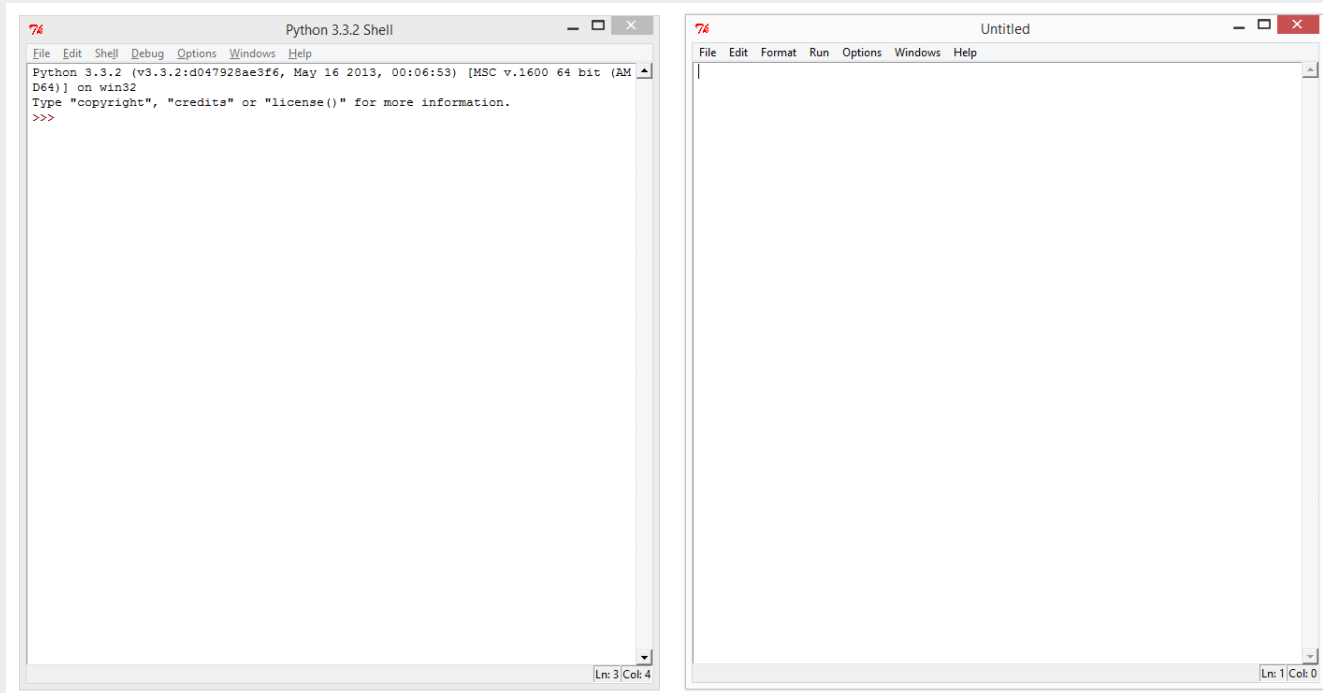 Python 3.3.2 Shell
File Edit Shell Debug Options Windows Help
Python 3.3.2 (v3.3.2:d047928ae3f6, May 16 2013, 00:06:53) [MSC v.1600 64 bit (AM
D64)] on win32
Type "copyright", "credits" or "license()" for more information.
>>>
Ln: 3 Col: 4
Untitled
File Edit Format Run Options Windows Help
Ln: 1 Col: 0